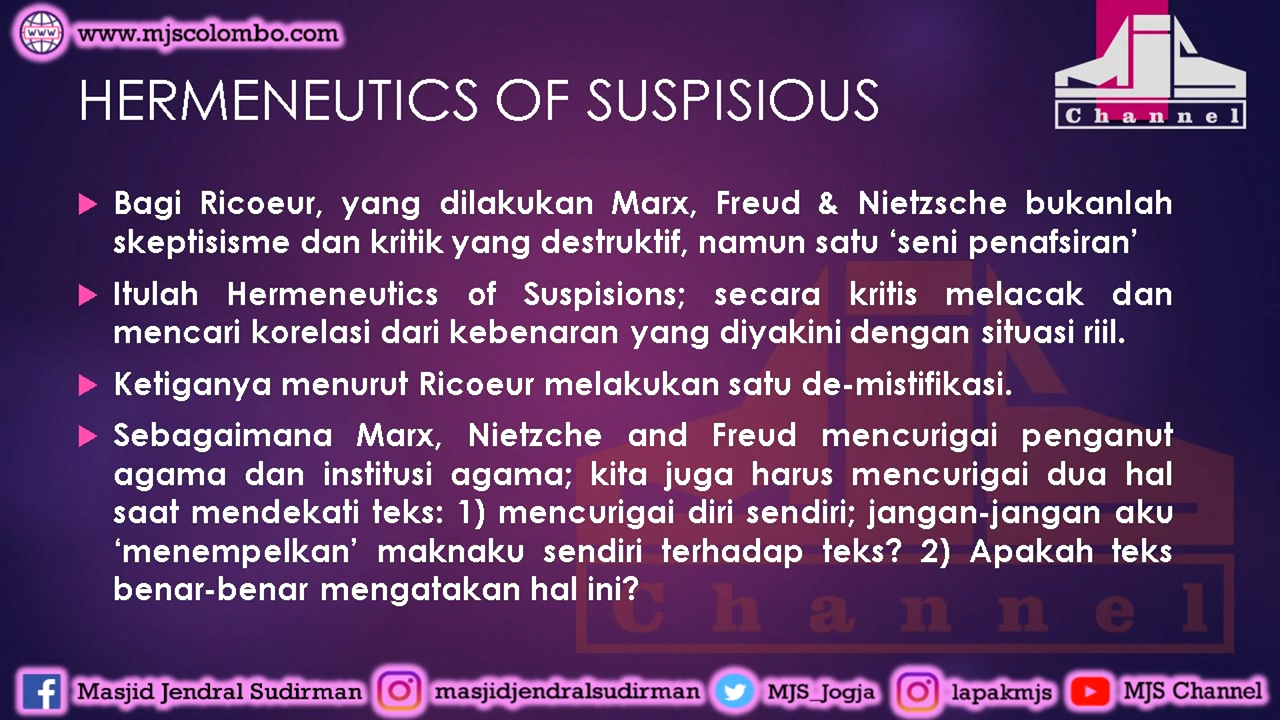 www.mjscolombo.com
MJS
Channel
HERMENEUTICS OF SUSPISIOUS
Bagi Ricoeur, yang dilakukan Marx, Freud & Nietzsche bukanlah
skeptisisme dan kritik yang destruktif, namun satu ‘seni penafsiran’
Itulah Hermeneutics of Suspisions; secara kritis melacak dan
mencari korelasi dari kebenaran yang diyakini dengan situasi riil.
Ketiganya menurut Ricoeur melakukan satu de-mistifikasi.
Sebagaimana Marx, Nietzche and Freud mencurigai penganut
agama dan institusi agama; kita juga harus mencurigai dua hal
saat mendekati teks: 1) mencurigai diri sendiri; jangan-jangan aku
‘menempelkan’ maknaku sendiri terhadap teks? 2) Apakah teks
benar-benar mengatakan hal ini?
Channel
Masjid Jendral Sudirman masjidjendralsudirman MJS_Jogja lapakmjs MJS Channel